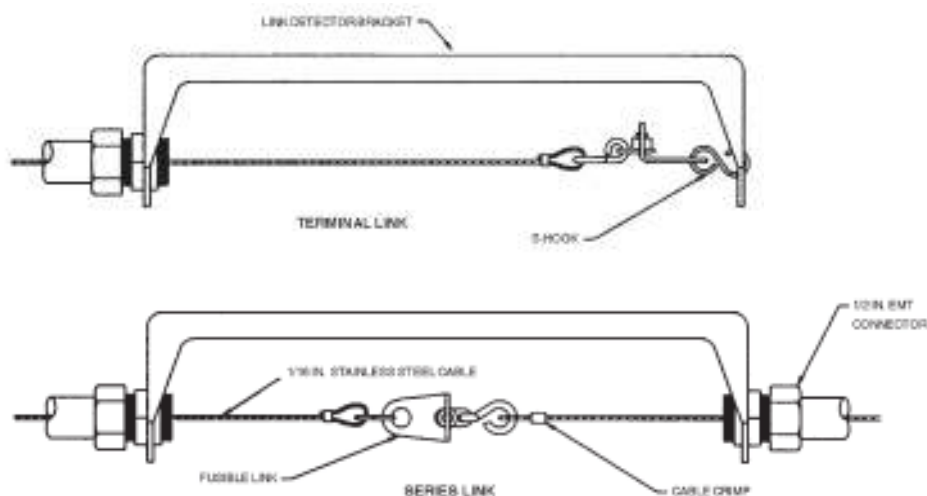 LINK DETECTOR BRACKET
TERMINAL LINK
S-HOOK
1/2 IN. EMT
CONNECTOR
1/16 IN. STAINLESS STEEL CABLE
FUSIBLE LINK
SERIES LINK
CABLE CRIMP